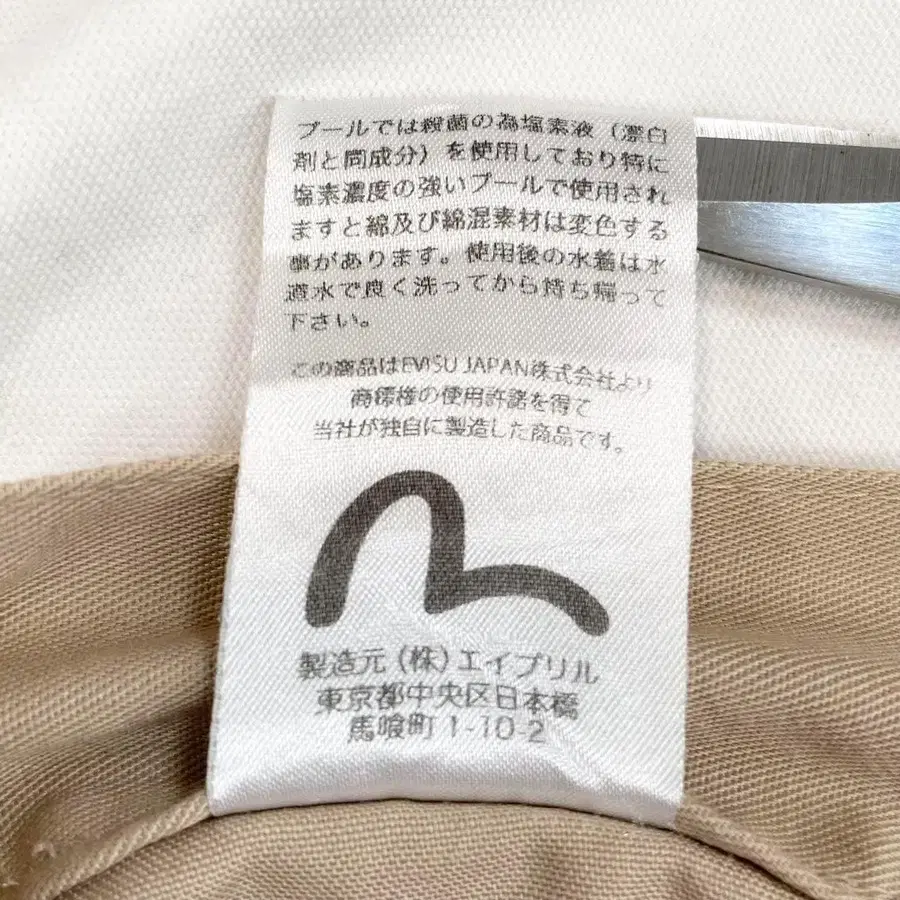 プールでは殺菌の為塩素液（漂白
剤と同成分）を使用しており特に
塩素濃度の強いプールで使用され
ますと綿及び綿混素材は変色する
事があります。使用後の水着は水
道水で良く洗ってから持ち帰って
下さい。
この商品はEVISU JAPAN株式会社より
商標権の使用許諾を得て
当社が独自に製造した商品です。
製造元（株）エイプリル
東京都中央区日本橋
馬喰町 1-10-2